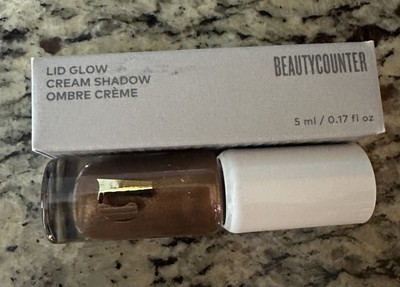 LID GLOW
CREAM SHADOW
OMBRE CRÈME
BEAUTYCOUNTER
5 ml / 0.17 fl oz